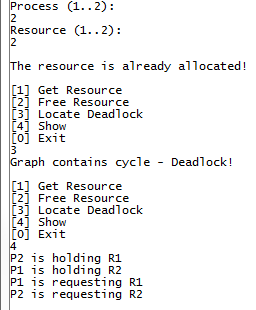 Process (1..2):
2
Resource (1..2):
2
The resource is already allocated!
[1] Get Resource
[2] Free Resource
[3] Locate Deadlock
[4] Show
[0] Exit
3
Graph contains cycle - Deadlock!
[1] Get Resource
[2] Free Resource
[3] Locate Deadlock
[4] Show
[0] Exit
4
P2 is holding R1
P1 is holding R2
P1 is requesting R1
P2 is requesting R2